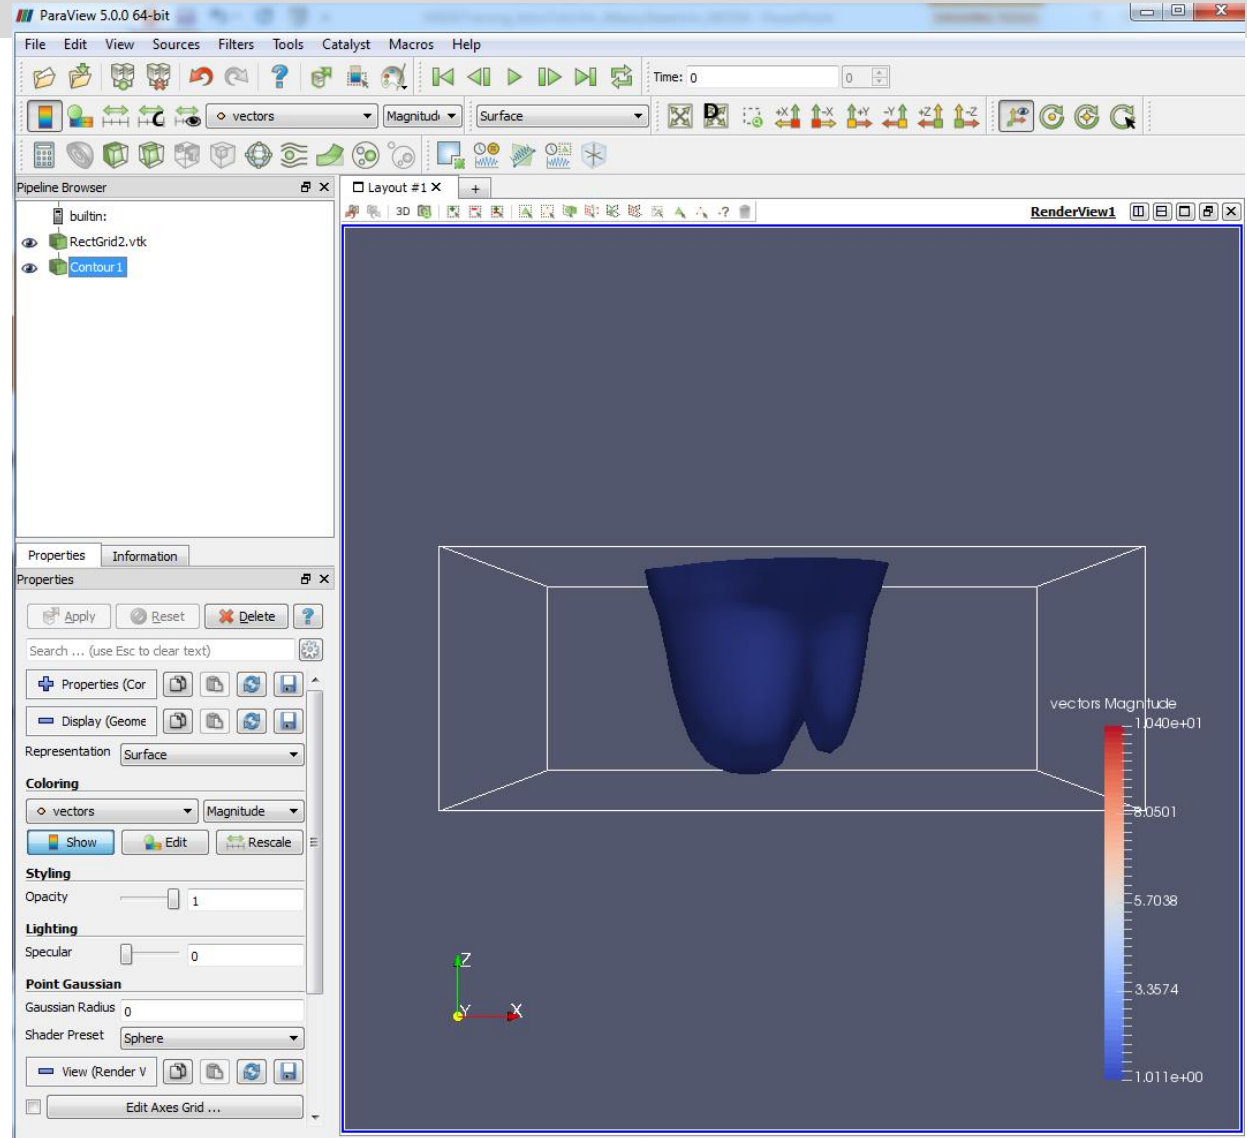 ParaView 5.0.0 64-bit
File Edit View Sources Filters Tools Catalyst Macros Help
Time: 0 0
vectors Magnitud Surface
+X -X +Y -Y +Z -Z
Pipeline Browser
Layout #1 X +
builtin:
3D
RenderView1
RectGrid2.vtk
Contour1
Properties Information
Properties
Apply Reset Delete ?
Search ... (use Esc to clear text)
Properties (Cor
Display (Geome
Representation Surface
Coloring
vectors Magnitude
Show Edit Rescale
Styling
Opacity 1
Lighting
Specular 0
Point Gaussian
Gaussian Radius 0
Shader Preset Sphere
View (Render V
Edit Axes Grid ...
vectors Magnitude
1.040e+01
8.0501
5.7038
3.3574
1.011e+00
Z
Y X